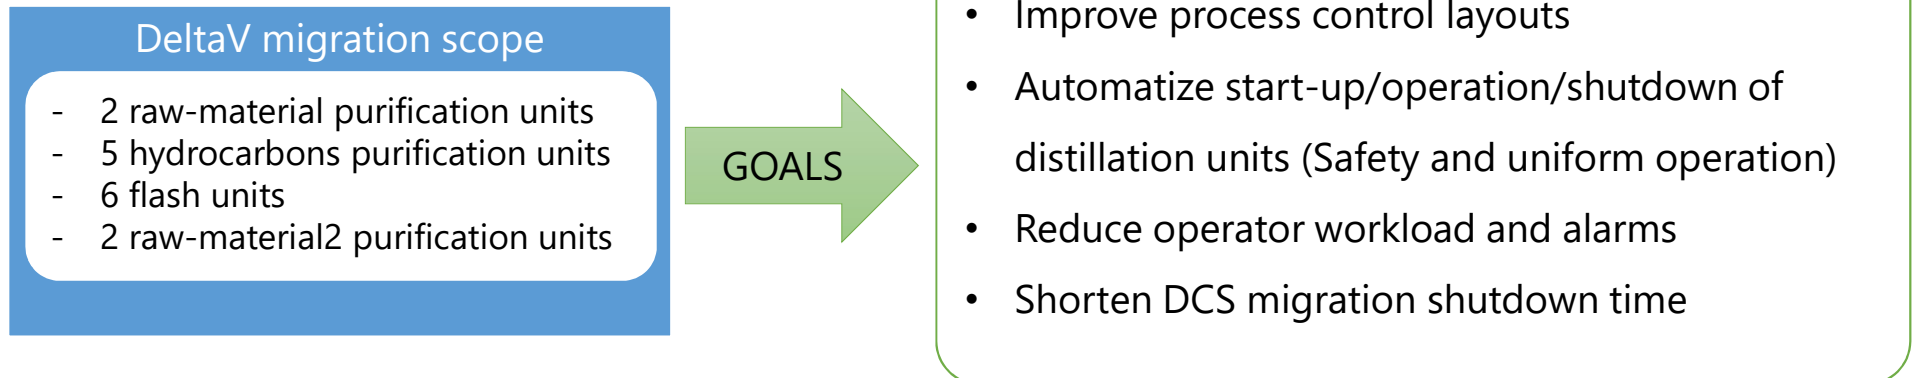 DeltaV migration scope
- 2 raw-material purification units
- 5 hydrocarbons purification units
- 6 flash units
- 2 raw-material2 purification units
GOALS
• Improve process control layouts
• Automatize start-up/operation/shutdown of
distillation units (Safety and uniform operation)
• Reduce operator workload and alarms
• Shorten DCS migration shutdown time